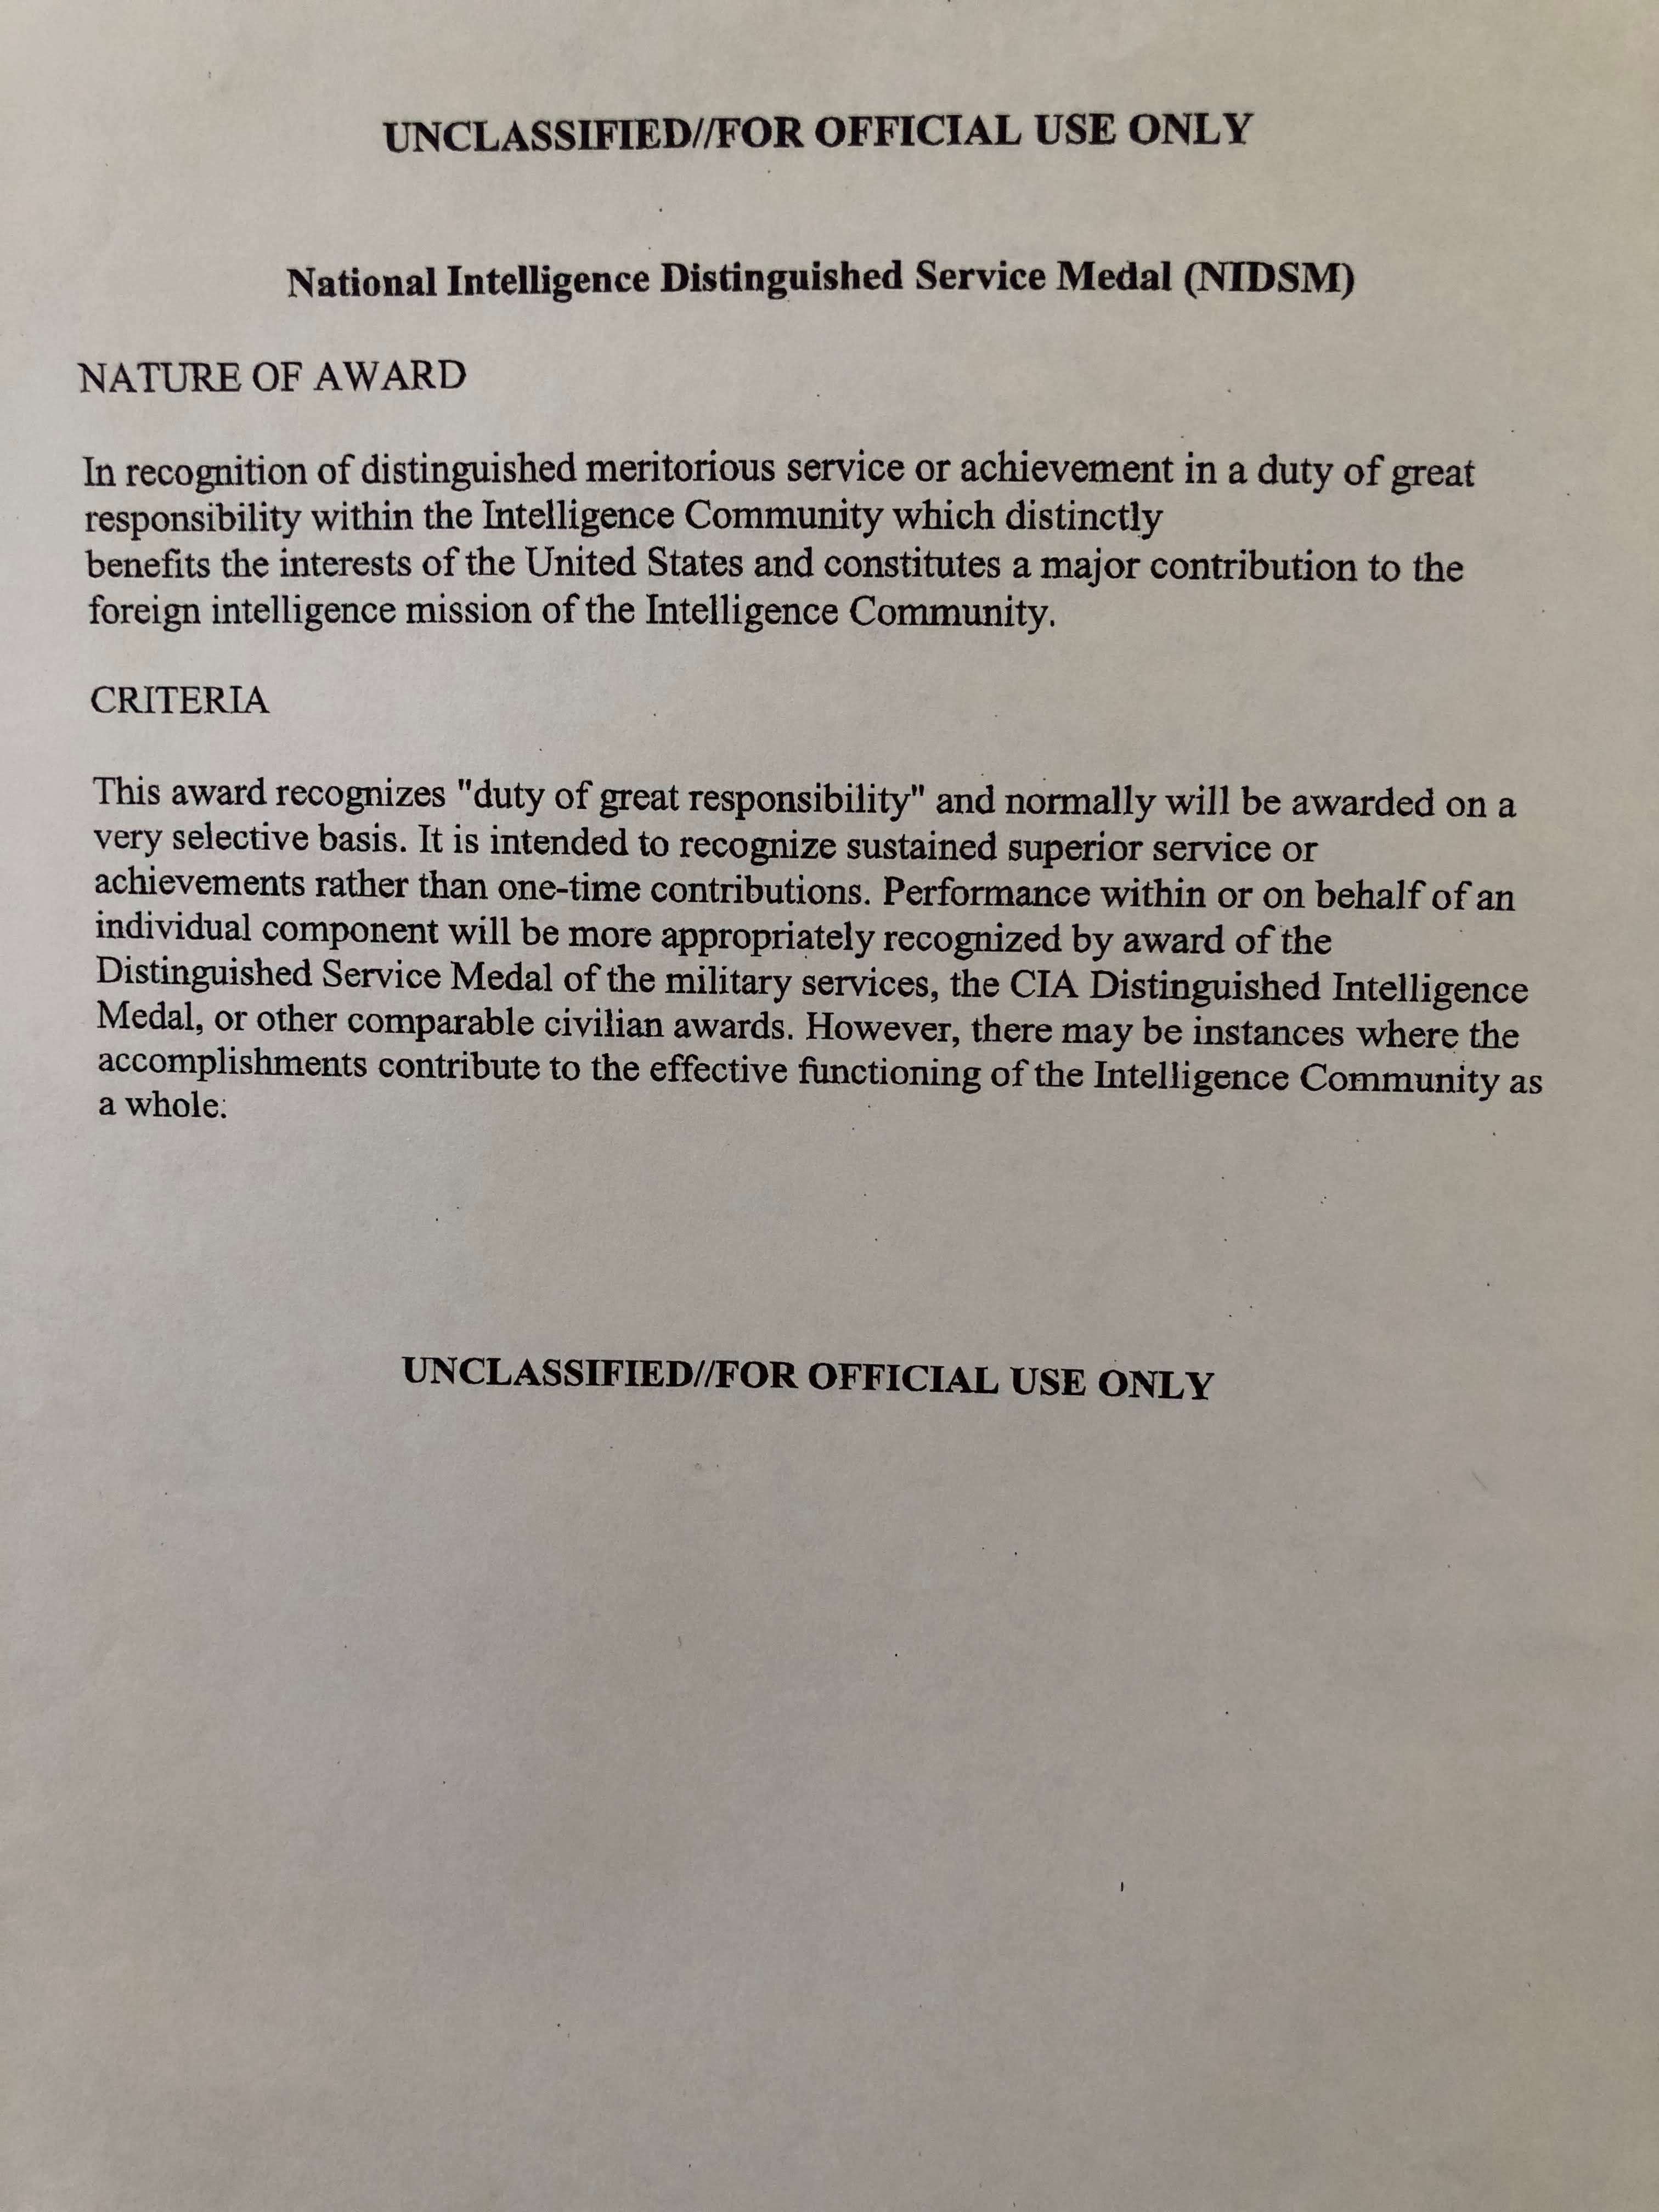 UNCLASSIFIED//FOR OFFICIAL USE ONLY
National Intelligence Distinguished Service Medal (NIDSM)
NATURE OF AWARD
In recognition of distinguished meritorious service or achievement in a duty of great
responsibility within the Intelligence Community which distinctly
benefits the interests of the United States and constitutes a major contribution to the
foreign intelligence mission of the Intelligence Community.
CRITERIA
This award recognizes "duty of great responsibility" and normally will be awarded on a
very selective basis. It is intended to recognize sustained superior service or
achievements rather than one-time contributions. Performance within or on behalf of an
individual component will be more appropriately recognized by award of the
Distinguished Service Medal of the military services, the CIA Distinguished Intelligence
Medal, or other comparable civilian awards. However, there may be instances where the
accomplishments contribute to the effective functioning of the Intelligence Community as
a whole.
UNCLASSIFIED//FOR OFFICIAL USE ONLY